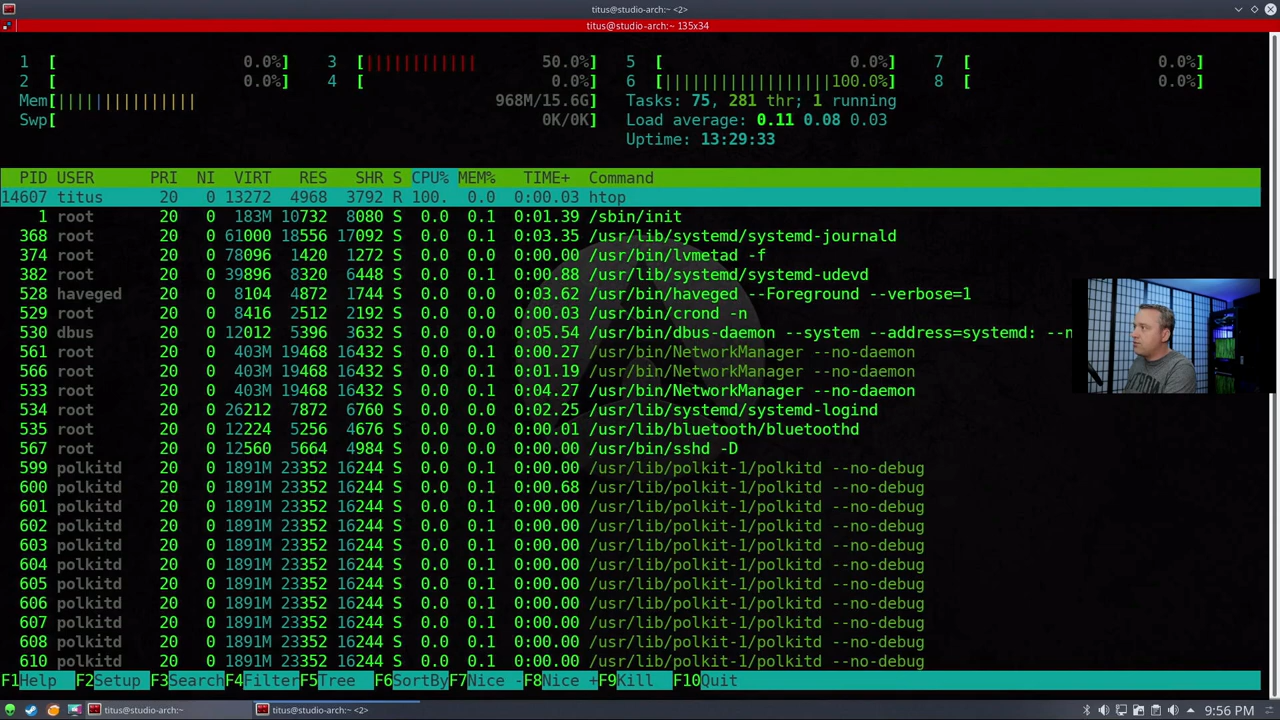 titus@studio-arch:~ <2>
titus@studio-arch:~ 135x34
1 [ 0.0%] 3 [||||||||||||| 50.0%] 5 [ 0.0%] 7 [ 0.0%]
2 [ 0.0%] 4 [ 0.0%] 6 [||||||||||||||||||100.0%] 8 [ 0.0%]
Mem[||||||||||||||| 968M/15.6G] Tasks: 75, 281 thr; 1 running
Swp[ 0K/0K] Load average: 0.11 0.08 0.03
Uptime: 13:29:33
PID USER PRI NI VIRT RES SHR S CPU% MEM% TIME+ Command
14607 titus 20 0 13272 4968 3792 R 100. 0.0 0:00.03 htop
1 root 20 0 183M 10732 8080 S 0.0 0.1 0:01.39 /sbin/init
368 root 20 0 61000 18556 17092 S 0.0 0.1 0:03.35 /usr/lib/systemd/systemd-journald
374 root 20 0 78096 1420 1272 S 0.0 0.0 0:00.00 /usr/bin/lvmetad -f
382 root 20 0 39896 8320 6448 S 0.0 0.1 0:00.88 /usr/lib/systemd/systemd-udevd
528 haveged 20 0 8104 4872 1744 S 0.0 0.0 0:03.62 /usr/bin/haveged --Foreground --verbose=1
529 root 20 0 8416 2512 2192 S 0.0 0.0 0:00.03 /usr/bin/crond -n
530 dbus 20 0 12012 5396 3632 S 0.0 0.0 0:05.54 /usr/bin/dbus-daemon --system --address=systemd: --n
561 root 20 0 403M 19468 16432 S 0.0 0.1 0:00.27 /usr/bin/NetworkManager --no-daemon
566 root 20 0 403M 19468 16432 S 0.0 0.1 0:01.19 /usr/bin/NetworkManager --no-daemon
533 root 20 0 403M 19468 16432 S 0.0 0.1 0:04.27 /usr/bin/NetworkManager --no-daemon
534 root 20 0 26212 7872 6760 S 0.0 0.0 0:02.25 /usr/lib/systemd/systemd-logind
535 root 20 0 12224 5256 4676 S 0.0 0.0 0:00.01 /usr/lib/bluetooth/bluetoothd
567 root 20 0 12560 5664 4984 S 0.0 0.0 0:00.00 /usr/bin/sshd -D
599 polkitd 20 0 1891M 23352 16244 S 0.0 0.1 0:00.00 /usr/lib/polkit-1/polkitd --no-debug
600 polkitd 20 0 1891M 23352 16244 S 0.0 0.1 0:00.68 /usr/lib/polkit-1/polkitd --no-debug
601 polkitd 20 0 1891M 23352 16244 S 0.0 0.1 0:00.00 /usr/lib/polkit-1/polkitd --no-debug
602 polkitd 20 0 1891M 23352 16244 S 0.0 0.1 0:00.00 /usr/lib/polkit-1/polkitd --no-debug
603 polkitd 20 0 1891M 23352 16244 S 0.0 0.1 0:00.00 /usr/lib/polkit-1/polkitd --no-debug
604 polkitd 20 0 1891M 23352 16244 S 0.0 0.1 0:00.00 /usr/lib/polkit-1/polkitd --no-debug
605 polkitd 20 0 1891M 23352 16244 S 0.0 0.1 0:00.00 /usr/lib/polkit-1/polkitd --no-debug
606 polkitd 20 0 1891M 23352 16244 S 0.0 0.1 0:00.00 /usr/lib/polkit-1/polkitd --no-debug
607 polkitd 20 0 1891M 23352 16244 S 0.0 0.1 0:00.00 /usr/lib/polkit-1/polkitd --no-debug
608 polkitd 20 0 1891M 23352 16244 S 0.0 0.1 0:00.00 /usr/lib/polkit-1/polkitd --no-debug
610 polkitd 20 0 1891M 23352 16244 S 0.0 0.1 0:00.00 /usr/lib/polkit-1/polkitd --no-debug
F1Help F2Setup F3SearchF4FilterF5Tree F6SortByF7Nice -F8Nice +F9Kill F10Quit
titus@studio-arch:~ titus@studio-arch:~ <2> 9:56 PM